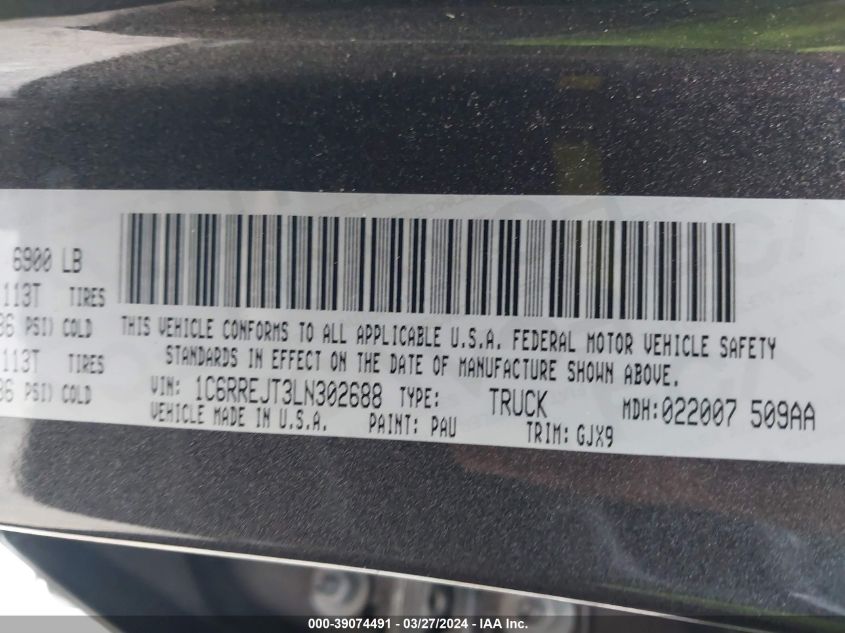 6900 LB
113T TIRES
36 PSI) COLD
113T TIRES
36 PSI) COLD
THIS VEHICLE CONFORMS TO ALL APPLICABLE U.S.A. FEDERAL MOTOR VEHICLE SAFETY
STANDARDS IN EFFECT ON THE DATE OF MANUFACTURE SHOWN ABOVE.
VIN: 1C6RREJT3LN302688 TYPE: TRUCK MDH:022007 509AA
VEHICLE MADE IN U.S.A. PAINT: PAU TRIM: GJX9
000-39074491 - 03/27/2024 - IAA Inc.